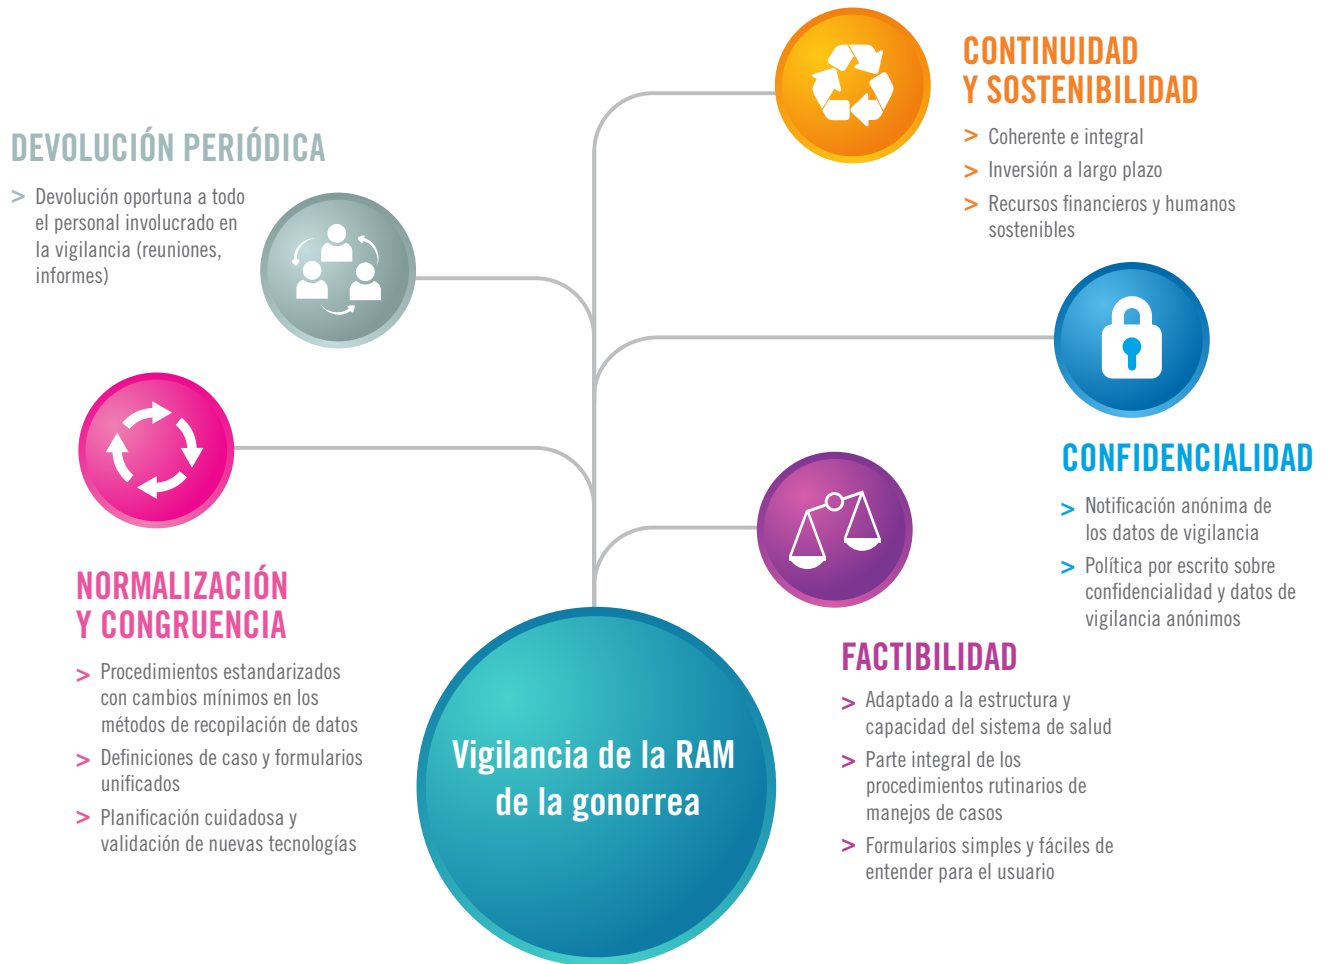 CONTINUIDAD
Y SOSTENIBILIDAD
> Coherente e integral
> Inversión a largo plazo
> Recursos financieros y humanos
sostenibles
DEVOLUCIÓN PERIÓDICA
> Devolución oportuna a todo
el personal involucrado en
la vigilancia (reuniones,
informes)
CONFIDENCIALIDAD
> Notificación anónima de
los datos de vigilancia
> Política por escrito sobre
confidencialidad y datos de
vigilancia anónimos
NORMALIZACIÓN
Y CONGRUENCIA
> Procedimientos estandarizados
con cambios mínimos en los
métodos de recopilación de datos
> Definiciones de caso y formularios
unificados
> Planificación cuidadosa y
validación de nuevas tecnologías
FACTIBILIDAD
> Adaptado a la estructura y
capacidad del sistema de salud
> Parte integral de los
procedimientos rutinarios de
manejos de casos
> Formularios simples y fáciles de
entender para el usuario
Vigilancia de la RAM
de la gonorrea